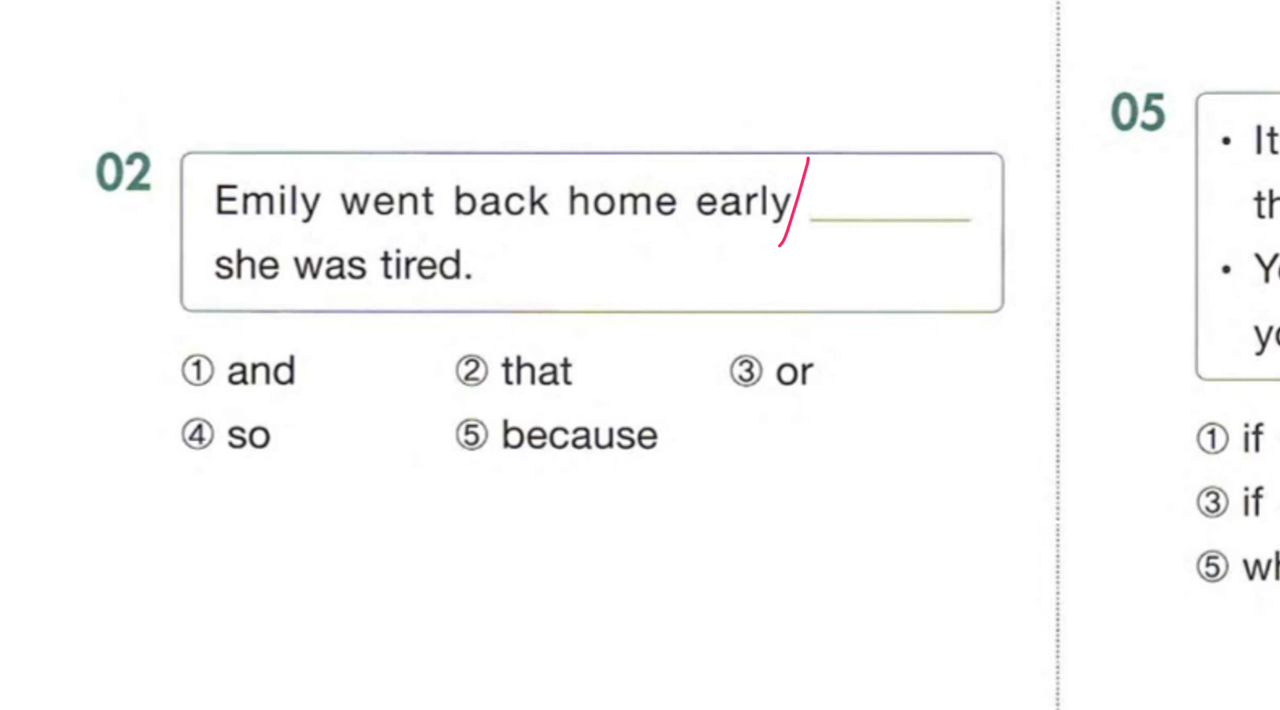 02
Emily went back home early
she was tired.
① and ② that ③ or
④ so ⑤ because
05
• It
th
• Yo
yo
① if
③ if
⑤ wh